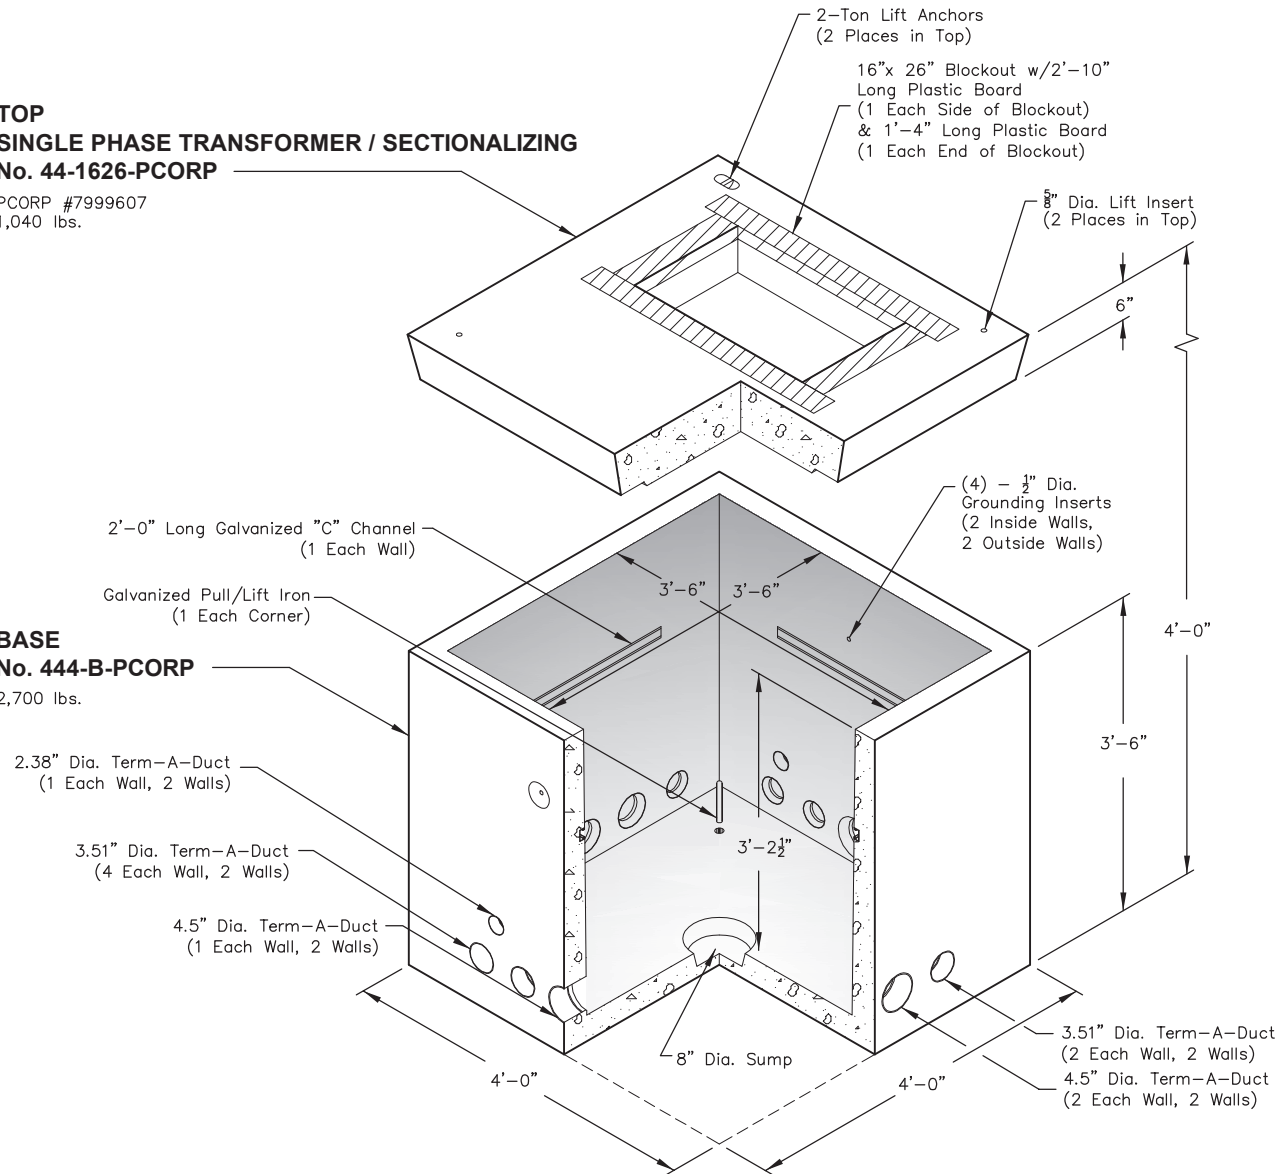 2-Ton Lift Anchors
(2 Places in Top)
16"x 26" Blockout w/2'-10"
Long Plastic Board
(1 Each Side of Blockout)
& 1'-4" Long Plastic Board
(1 Each End of Blockout)
TOP
SINGLE PHASE TRANSFORMER / SECTIONALIZING
No. 44-1626-PCORP
PCORP #7999607
1,040 lbs.
5/8" Dia. Lift Insert
(2 Places in Top)
6"
(4) - 1/2" Dia.
Grounding Inserts
(2 Inside Walls,
2 Outside Walls)
2'-0" Long Galvanized "C" Channel
(1 Each Wall)
3'-6"
3'-6"
Galvanized Pull/Lift Iron
(1 Each Corner)
4'-0"
BASE
No. 444-B-PCORP
2,700 lbs.
3'-6"
2.38" Dia. Term-A-Duct
(1 Each Wall, 2 Walls)
3'-2 1/2"
3.51" Dia. Term-A-Duct
(4 Each Wall, 2 Walls)
4.5" Dia. Term-A-Duct
(1 Each Wall, 2 Walls)
8" Dia. Sump
3.51" Dia. Term-A-Duct
(2 Each Wall, 2 Walls)
4.5" Dia. Term-A-Duct
(2 Each Wall, 2 Walls)
4'-0"
4'-0"